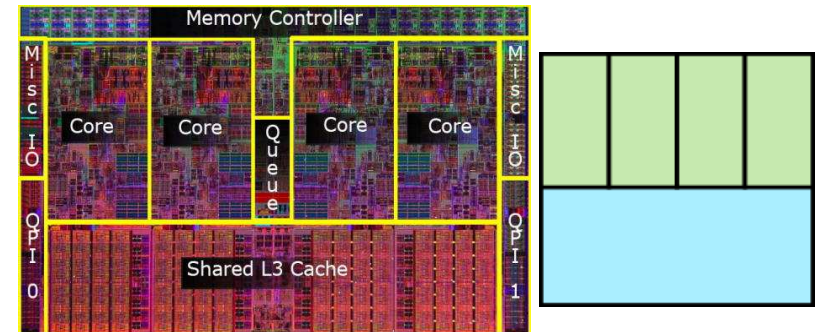 Memory Controller
Misc IO
Core
Core
Queue
Core
Core
Misc IO
QPI 0
Shared L3 Cache
QPI 1